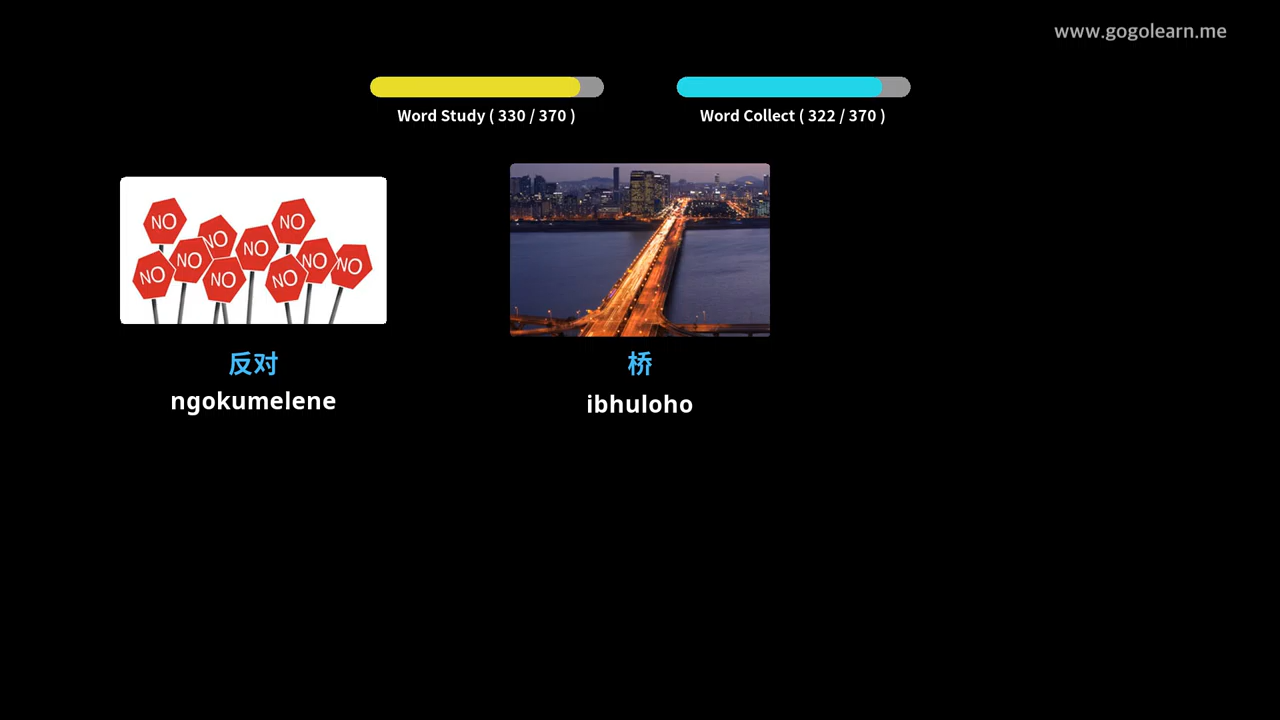 www.gogolearn.me
Word Study ( 330 / 370 )
Word Collect ( 322 / 370 )
NO
NO
NO
NO
NO
NO
NO
NO
NO
NO
反对
ngokumelene
桥
ibhuloho